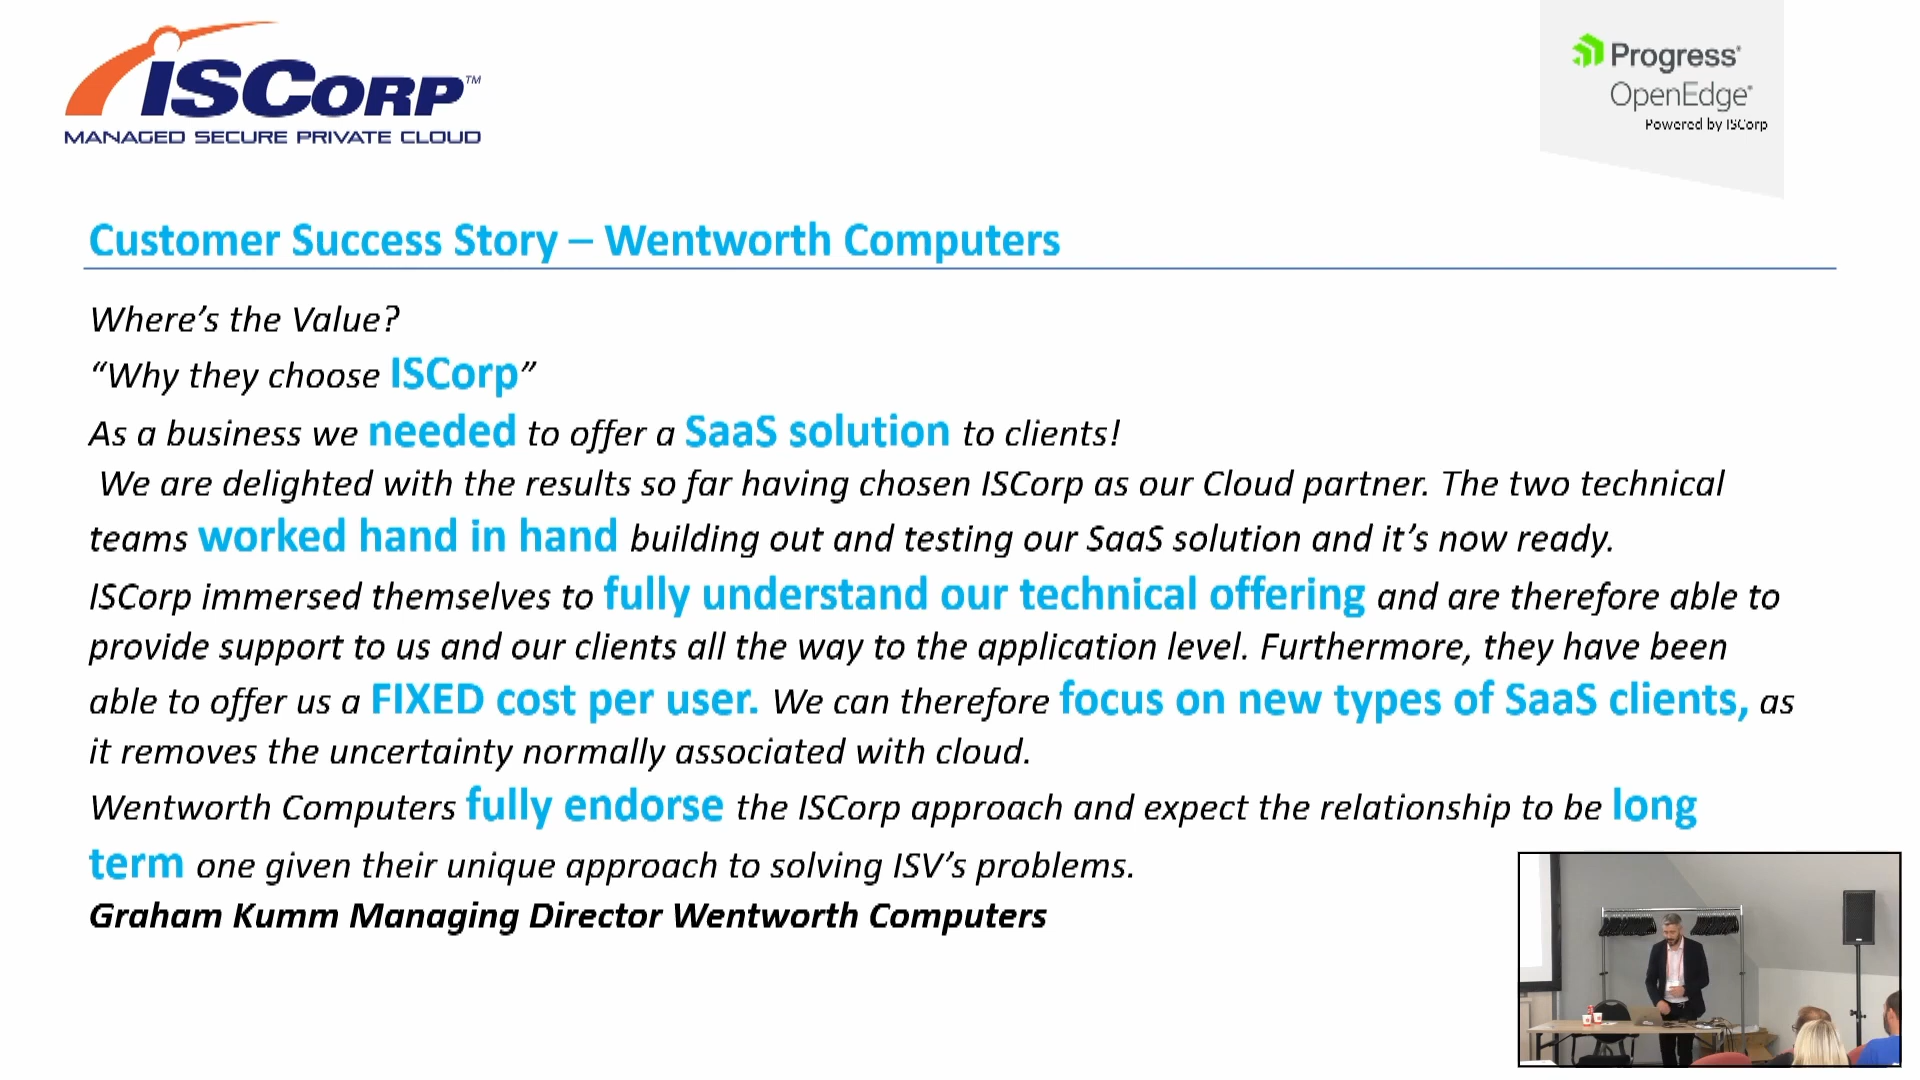 ISCORP™
MANAGED SECURE PRIVATE CLOUD
Progress®
OpenEdge®
Powered by ISCorp
Customer Success Story – Wentworth Computers
Where’s the Value?
“Why they choose ISCorp”
As a business we needed to offer a SaaS solution to clients!
We are delighted with the results so far having chosen ISCorp as our Cloud partner. The two technical
teams worked hand in hand building out and testing our SaaS solution and it’s now ready.
ISCorp immersed themselves to fully understand our technical offering and are therefore able to
provide support to us and our clients all the way to the application level. Furthermore, they have been
able to offer us a FIXED cost per user. We can therefore focus on new types of SaaS clients, as
it removes the uncertainty normally associated with cloud.
Wentworth Computers fully endorse the ISCorp approach and expect the relationship to be long
term one given their unique approach to solving ISV’s problems.
Graham Kumm Managing Director Wentworth Computers